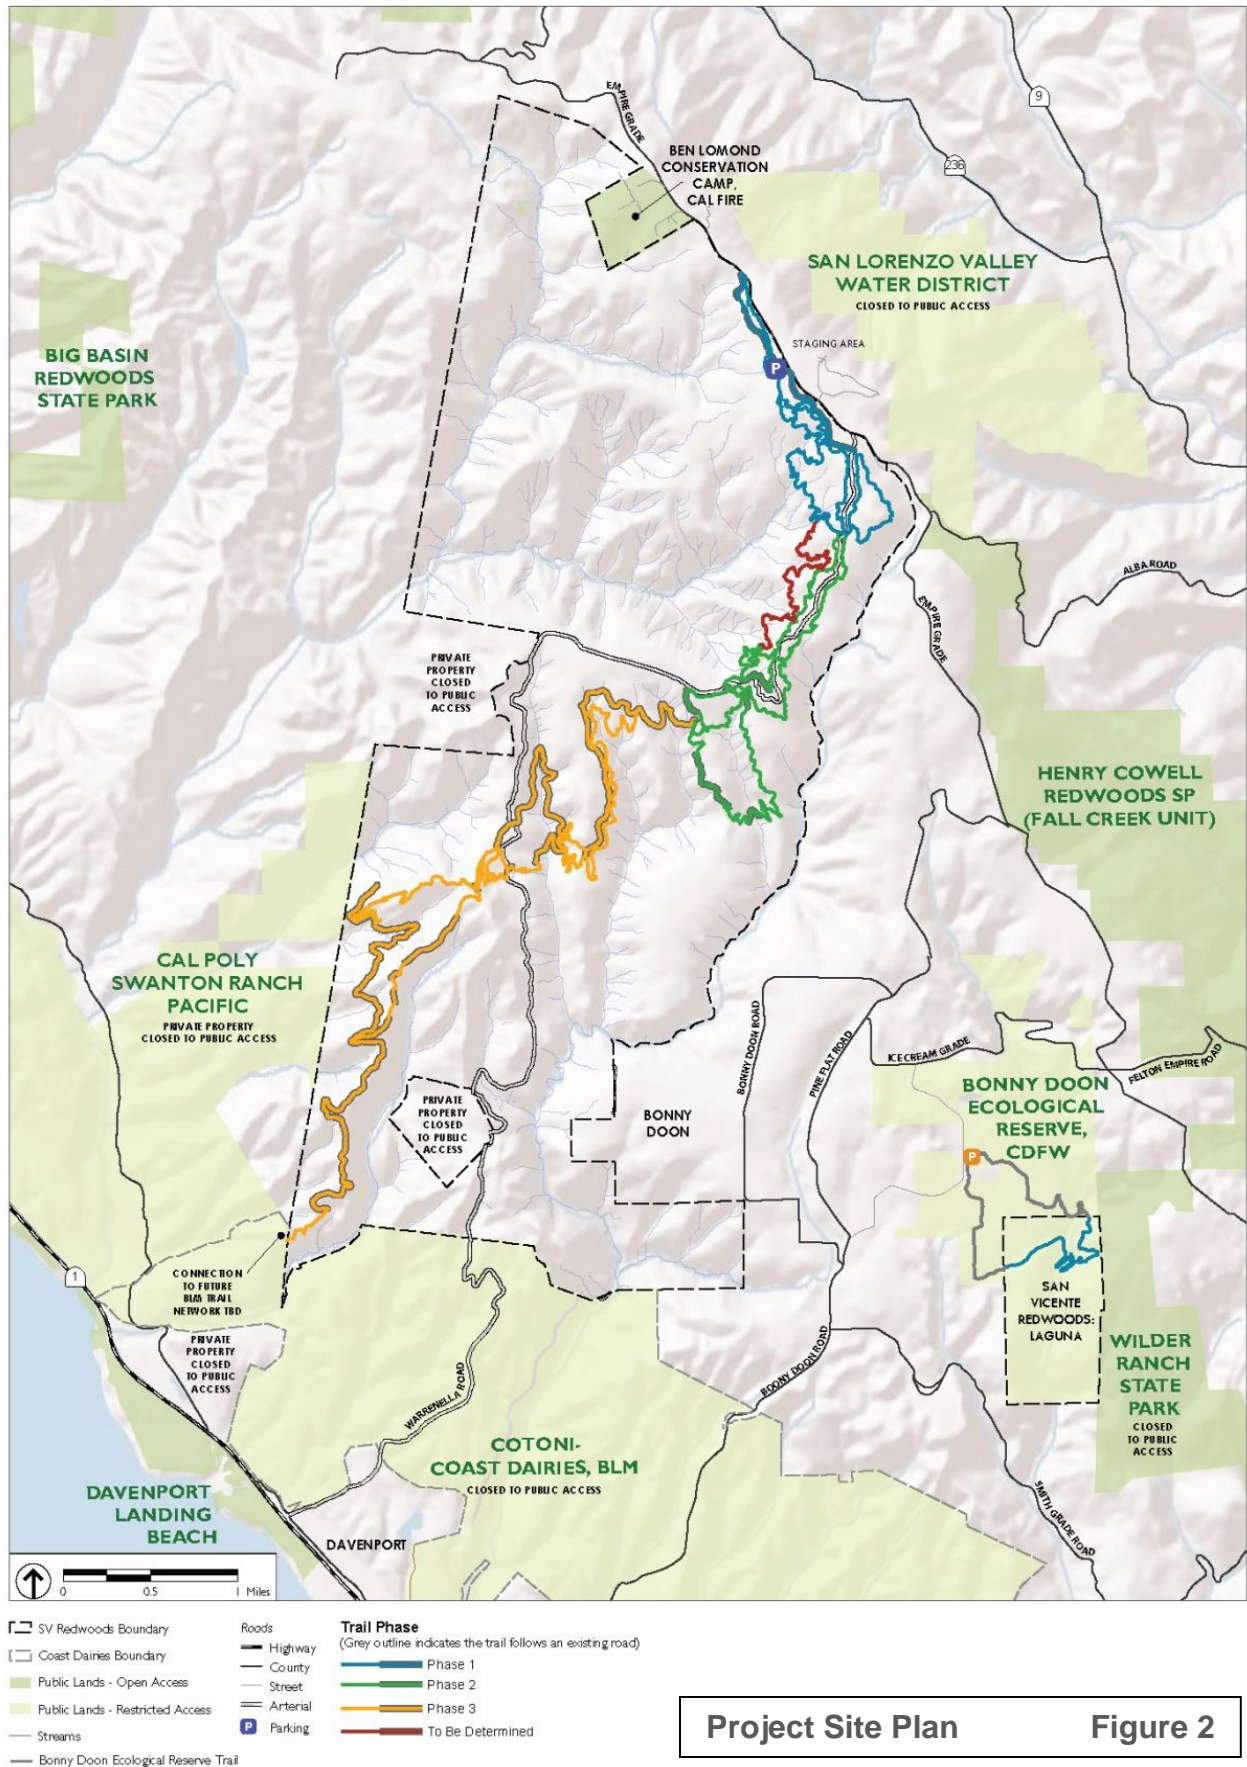 EMPIRE GRADE
9
236
BEN LOMOND
CONSERVATION
CAMP,
CAL FIRE
SAN LORENZO VALLEY
WATER DISTRICT
CLOSED TO PUBLIC ACCESS
STAGING AREA
P
BIG BASIN
REDWOODS
STATE PARK
ALBA ROAD
EMPIRE GRADE
PRIVATE
PROPERTY
CLOSED
TO PUBLIC
ACCESS
HENRY COWELL
REDWOODS SP
(FALL CREEK UNIT)
CAL POLY
SWANTON RANCH
PACIFIC
PRIVATE PROPERTY
CLOSED TO PUBLIC ACCESS
BONNY DOON ROAD
PINE FLAT ROAD
ICE CREAM GRADE
FELTON EMPIRE ROAD
PRIVATE
PROPERTY
CLOSED
TO PUBLIC
ACCESS
BONNY
DOON
BONNY DOON
ECOLOGICAL
RESERVE,
CDFW
P
CONNECTION
TO FUTURE
BLM TRAIL
NETWORK TBD
1
PRIVATE
PROPERTY
CLOSED
TO PUBLIC
ACCESS
SAN
VICENTE
REDWOODS:
LAGUNA
WILDER
RANCH
STATE
PARK
CLOSED
TO PUBLIC
ACCESS
WARRENELLA ROAD
BONNY DOON ROAD
COTONI-
COAST DAIRIES, BLM
CLOSED TO PUBLIC ACCESS
SMITH GRADE ROAD
DAVENPORT
LANDING
BEACH
DAVENPORT
0 0.5 1 Miles
SV Redwoods Boundary
Coast Dairies Boundary
Public Lands - Open Access
Public Lands - Restricted Access
Streams
Bonny Doon Ecological Reserve Trail
Roads
Highway
County
Street
Arterial
P Parking
Trail Phase
(Grey outline indicates the trail follows an existing road)
Phase 1
Phase 2
Phase 3
To Be Determined
Project Site Plan Figure 2